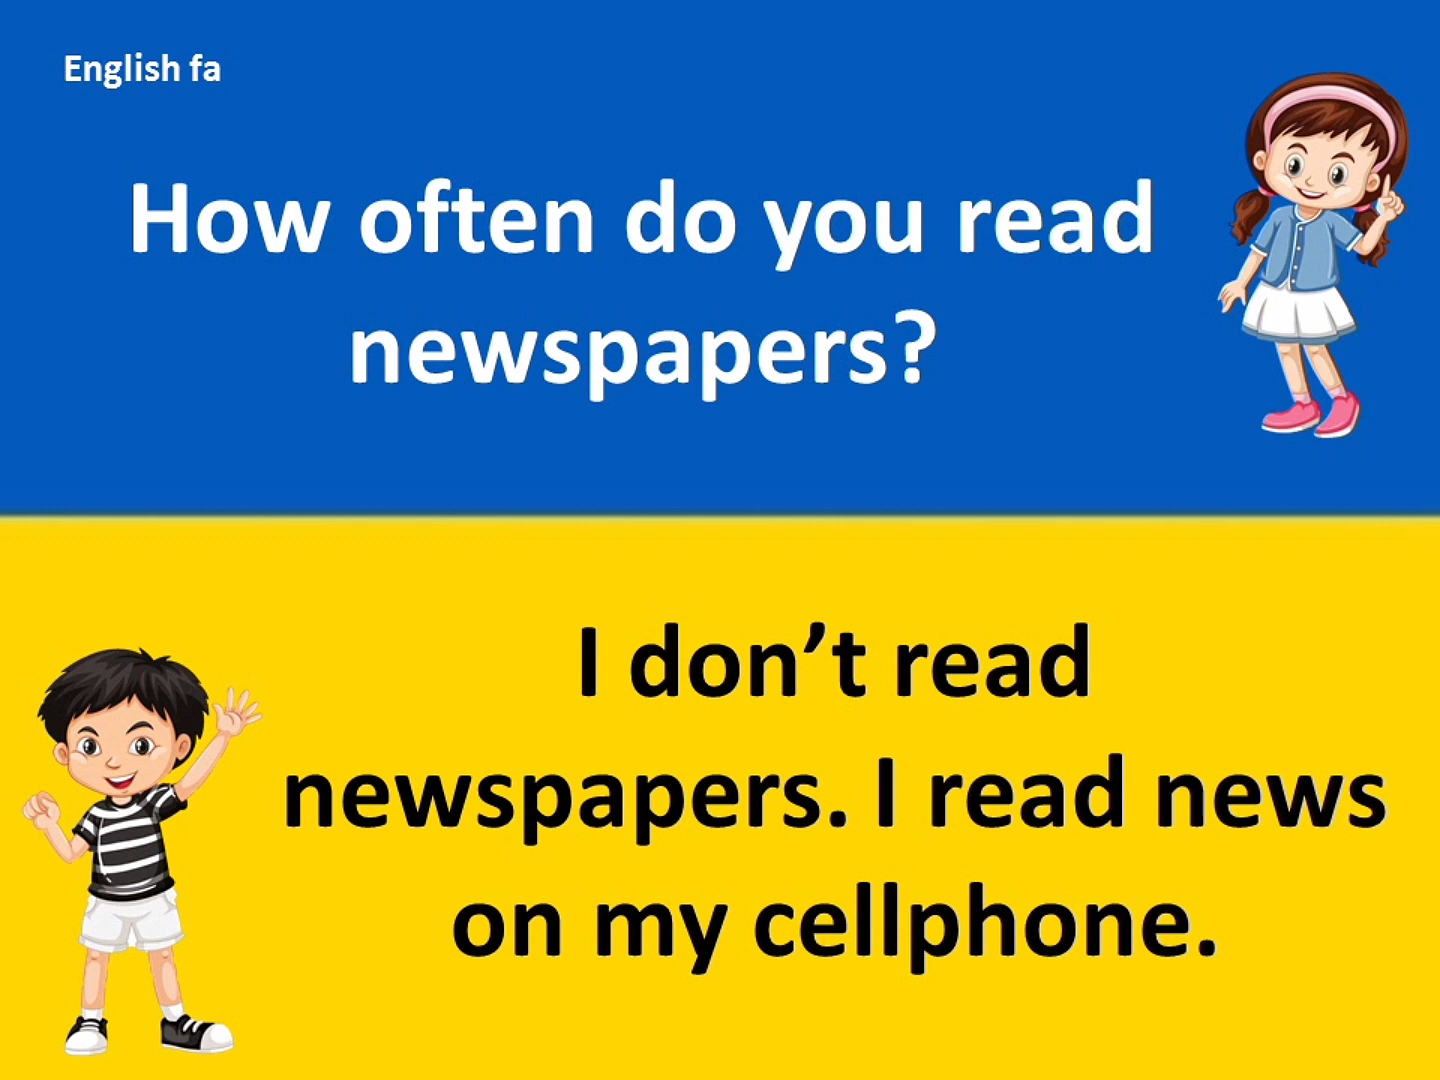 English fa
How often do you read
newspapers?
I don’t read
newspapers. I read news
on my cellphone.